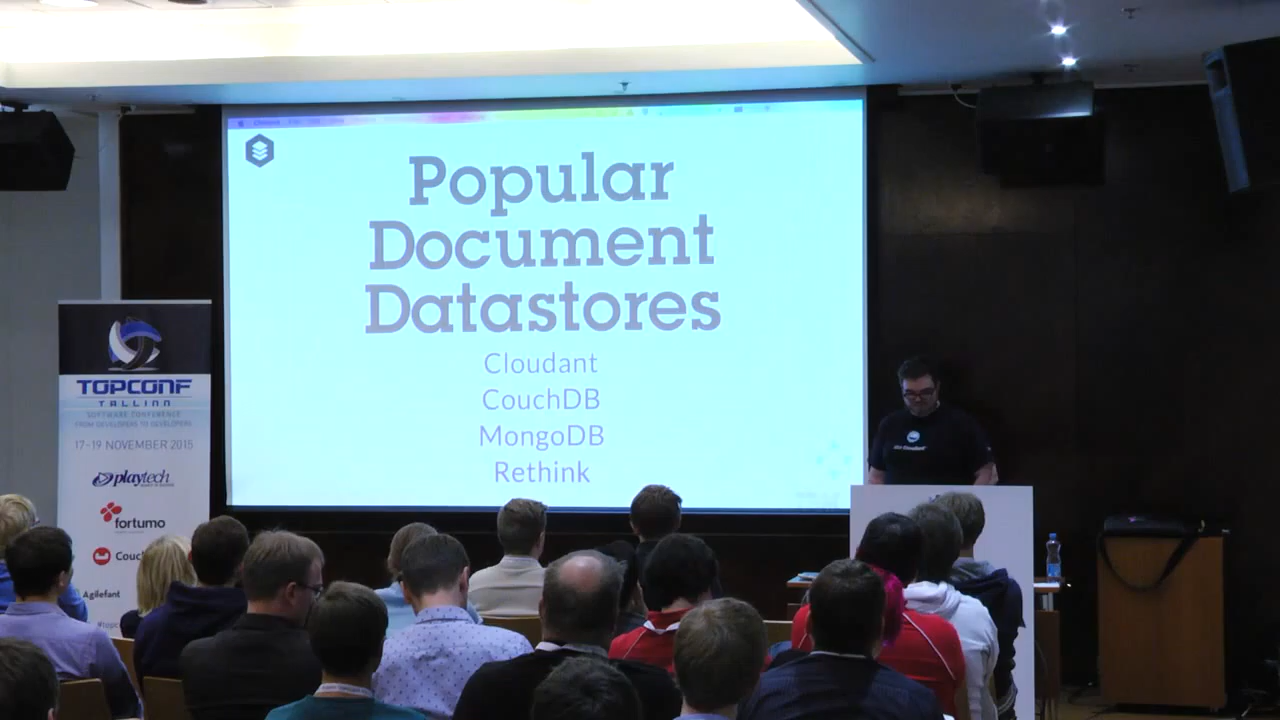 Popular
Document
Datastores
Cloudant
CouchDB
MongoDB
Rethink
TOPCONF
TALLINN
SOFTWARE CONFERENCE
FROM DEVELOPERS TO DEVELOPERS
17-19 NOVEMBER 2015
playtech
fortumo
Couch
Agilefant